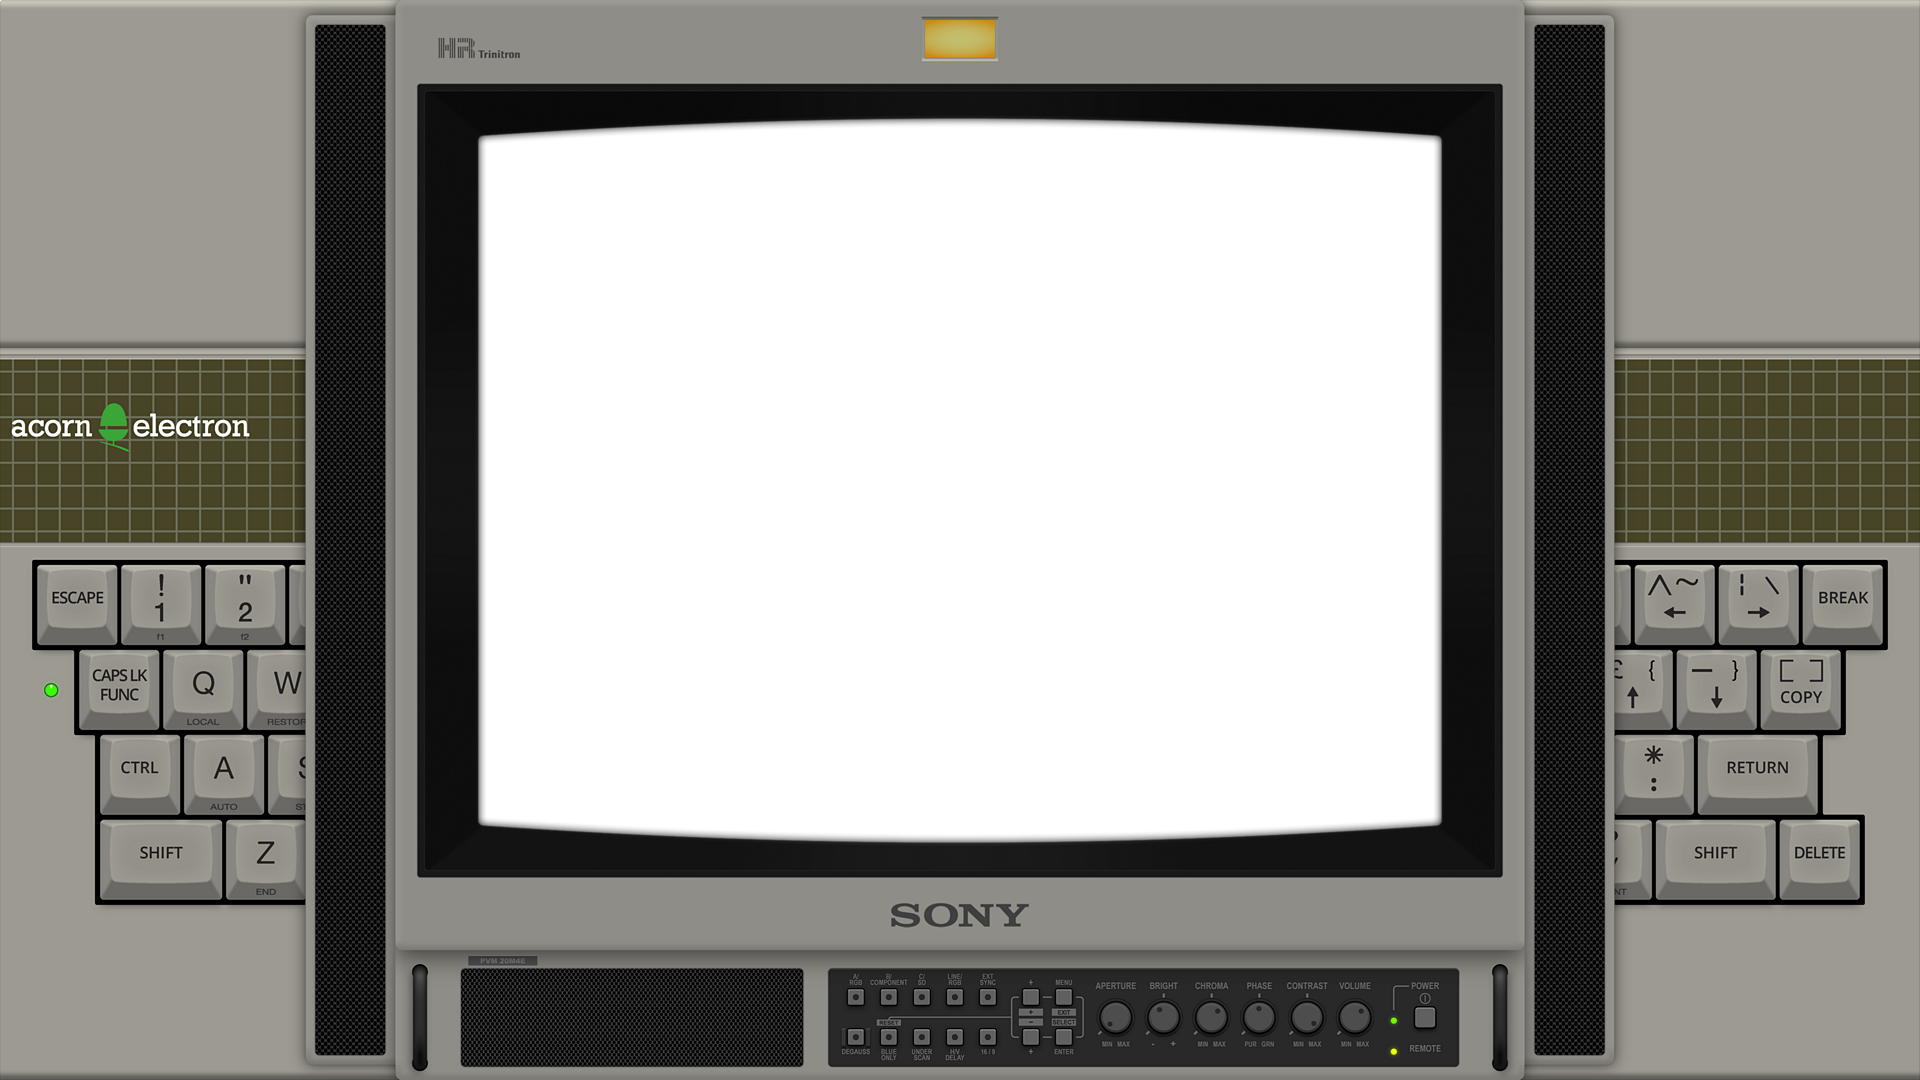 HR Trinitron
acorn electron
ESCAPE
!
1
f1
"
2
f2
^ ~
←
¦ \
→
BREAK
CAPS LK
FUNC
Q
LOCAL
W
£ {
↑
— }
↓
[ ]
COPY
CTRL
A
AUTO
*
:
RETURN
SHIFT
Z
END
SHIFT
DELETE
SONY
PVM 20M4E
A/
RGB
B/
COMPONENT
C/
SD
LINE/
RGB
EXT
SYNC
+
MENU
+
EXIT
RESET
−
SELECT
DEGAUSS
BLUE
ONLY
UNDER
SCAN
H/V
DELAY
16 / 9
+
ENTER
APERTURE
MIN MAX
BRIGHT
- +
CHROMA
MIN MAX
PHASE
PUR GRN
CONTRAST
MIN MAX
VOLUME
MIN MAX
POWER
REMOTE